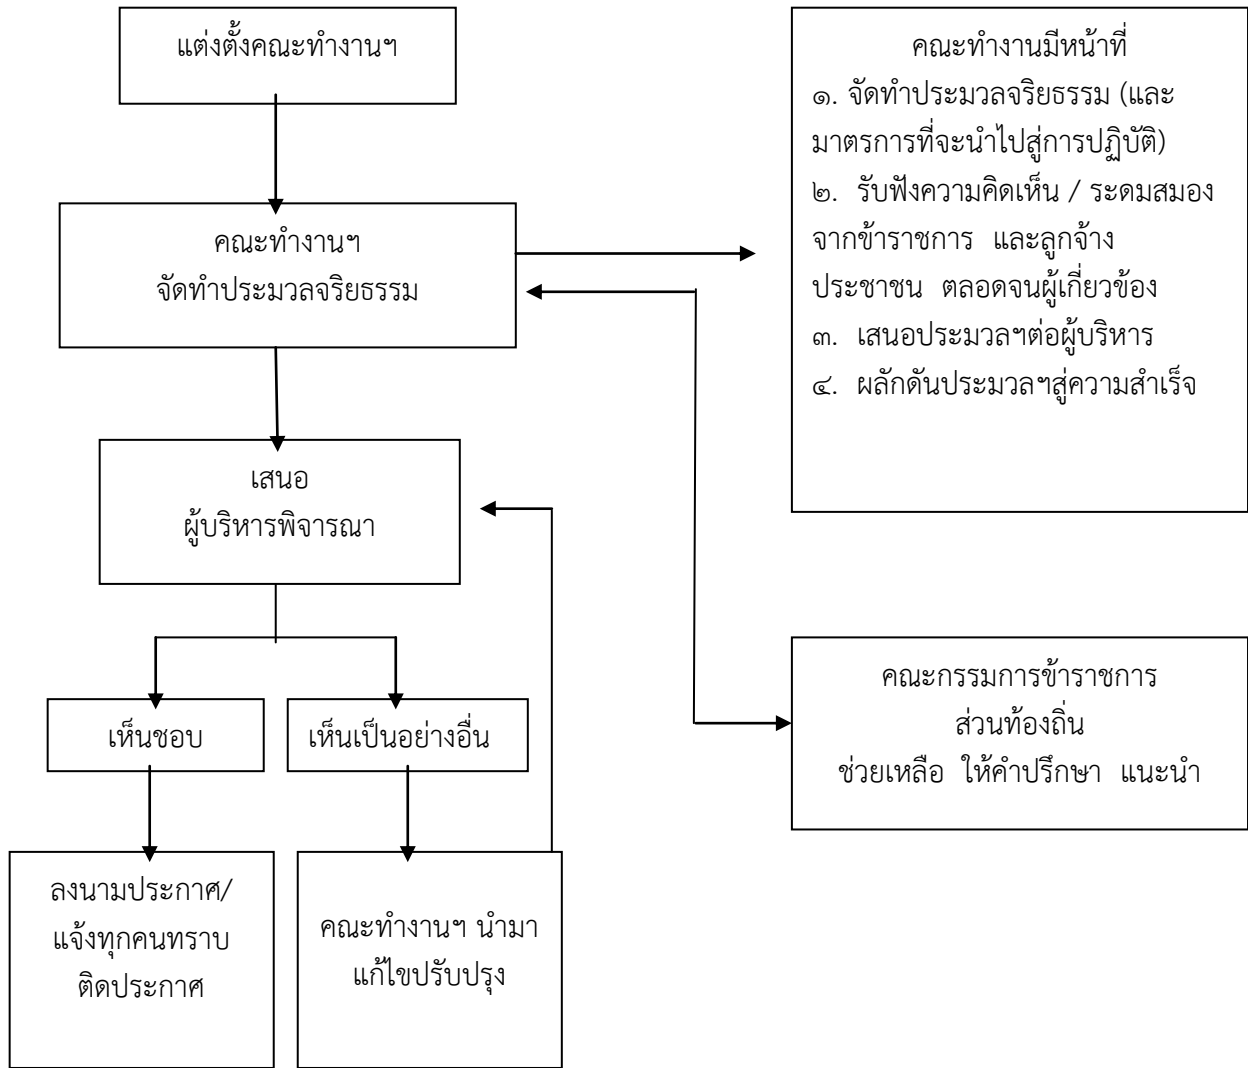 แต่งตั้งคณะทำงานฯ
คณะทำงานมีหน้าที่
๑. จัดทำประมวลจริยธรรม (และ
มาตรการที่จะนำไปสู่การปฏิบัติ)
๒. รับฟังความคิดเห็น / ระดมสมอง
จากข้าราชการ และลูกจ้าง
ประชาชน ตลอดจนผู้เกี่ยวข้อง
๓. เสนอประมวลฯต่อผู้บริหาร
๔. ผลักดันประมวลฯสู่ความสำเร็จ
คณะทำงานฯ
จัดทำประมวลจริยธรรม
เสนอ
ผู้บริหารพิจารณา
คณะกรรมการข้าราชการ
ส่วนท้องถิ่น
ช่วยเหลือ ให้คำปรึกษา แนะนำ
เห็นชอบ
เห็นเป็นอย่างอื่น
ลงนามประกาศ/
แจ้งทุกคนทราบ
ติดประกาศ
คณะทำงานฯ นำมา
แก้ไขปรับปรุง